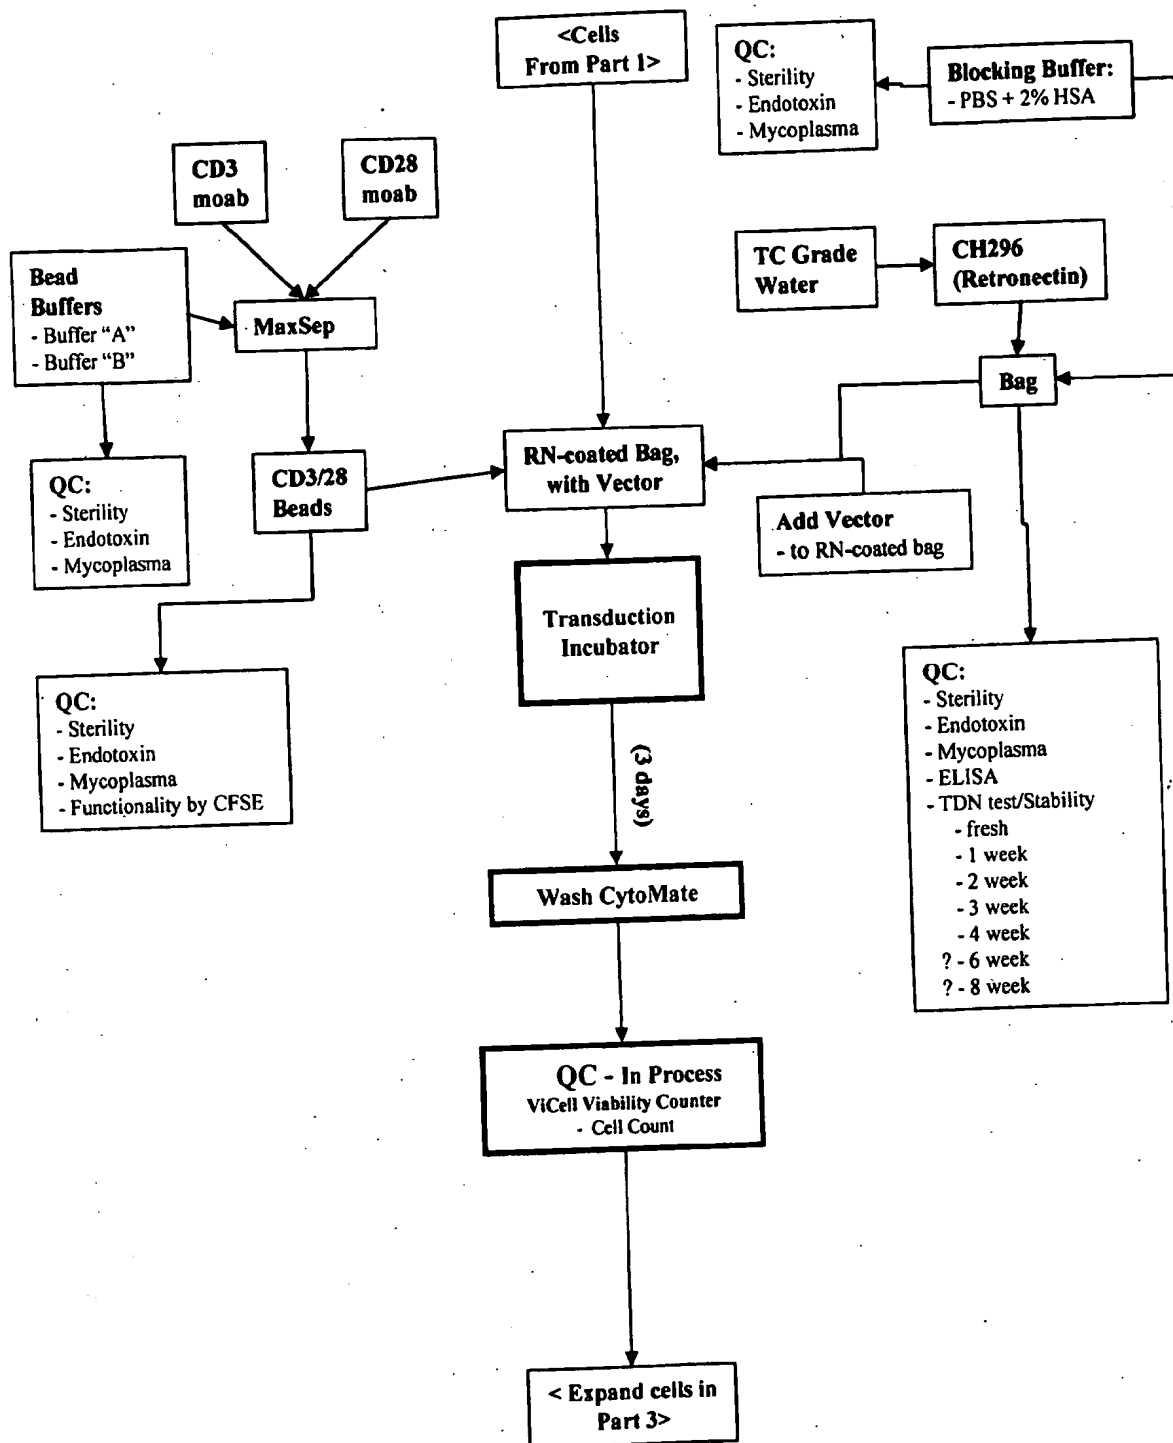 <Cells
From Part 1>
QC:
- Sterility
- Endotoxin
- Mycoplasma
Blocking Buffer:
- PBS + 2% HSA
CD3
moab
CD28
moab
Bead
Buffers
- Buffer “A”
- Buffer “B”
MaxSep
TC Grade
Water
CH296
(Retronectin)
Bag
QC:
- Sterility
- Endotoxin
- Mycoplasma
CD3/28
Beads
RN-coated Bag,
with Vector
Add Vector
- to RN-coated bag
Transduction
Incubator
QC:
- Sterility
- Endotoxin
- Mycoplasma
- Functionality by CFSE
(3 days)
QC:
- Sterility
- Endotoxin
- Mycoplasma
- ELISA
- TDN test/Stability
- fresh
- 1 week
- 2 week
- 3 week
- 4 week
? - 6 week
? - 8 week
Wash CytoMate
QC - In Process
ViCell Viability Counter
- Cell Count
< Expand cells in
Part 3>